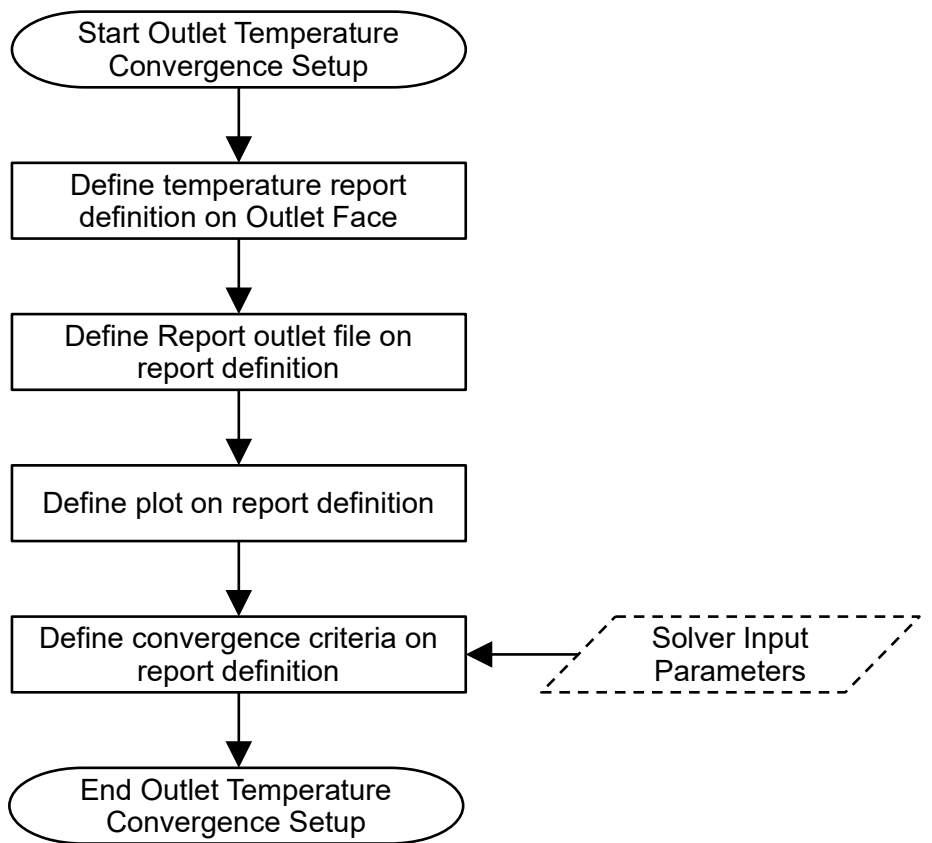 Start Outlet Temperature
Convergence Setup
Define temperature report
definition on Outlet Face
Define Report outlet file on
report definition
Define plot on report definition
Define convergence criteria on
report definition
Solver Input
Parameters
End Outlet Temperature
Convergence Setup